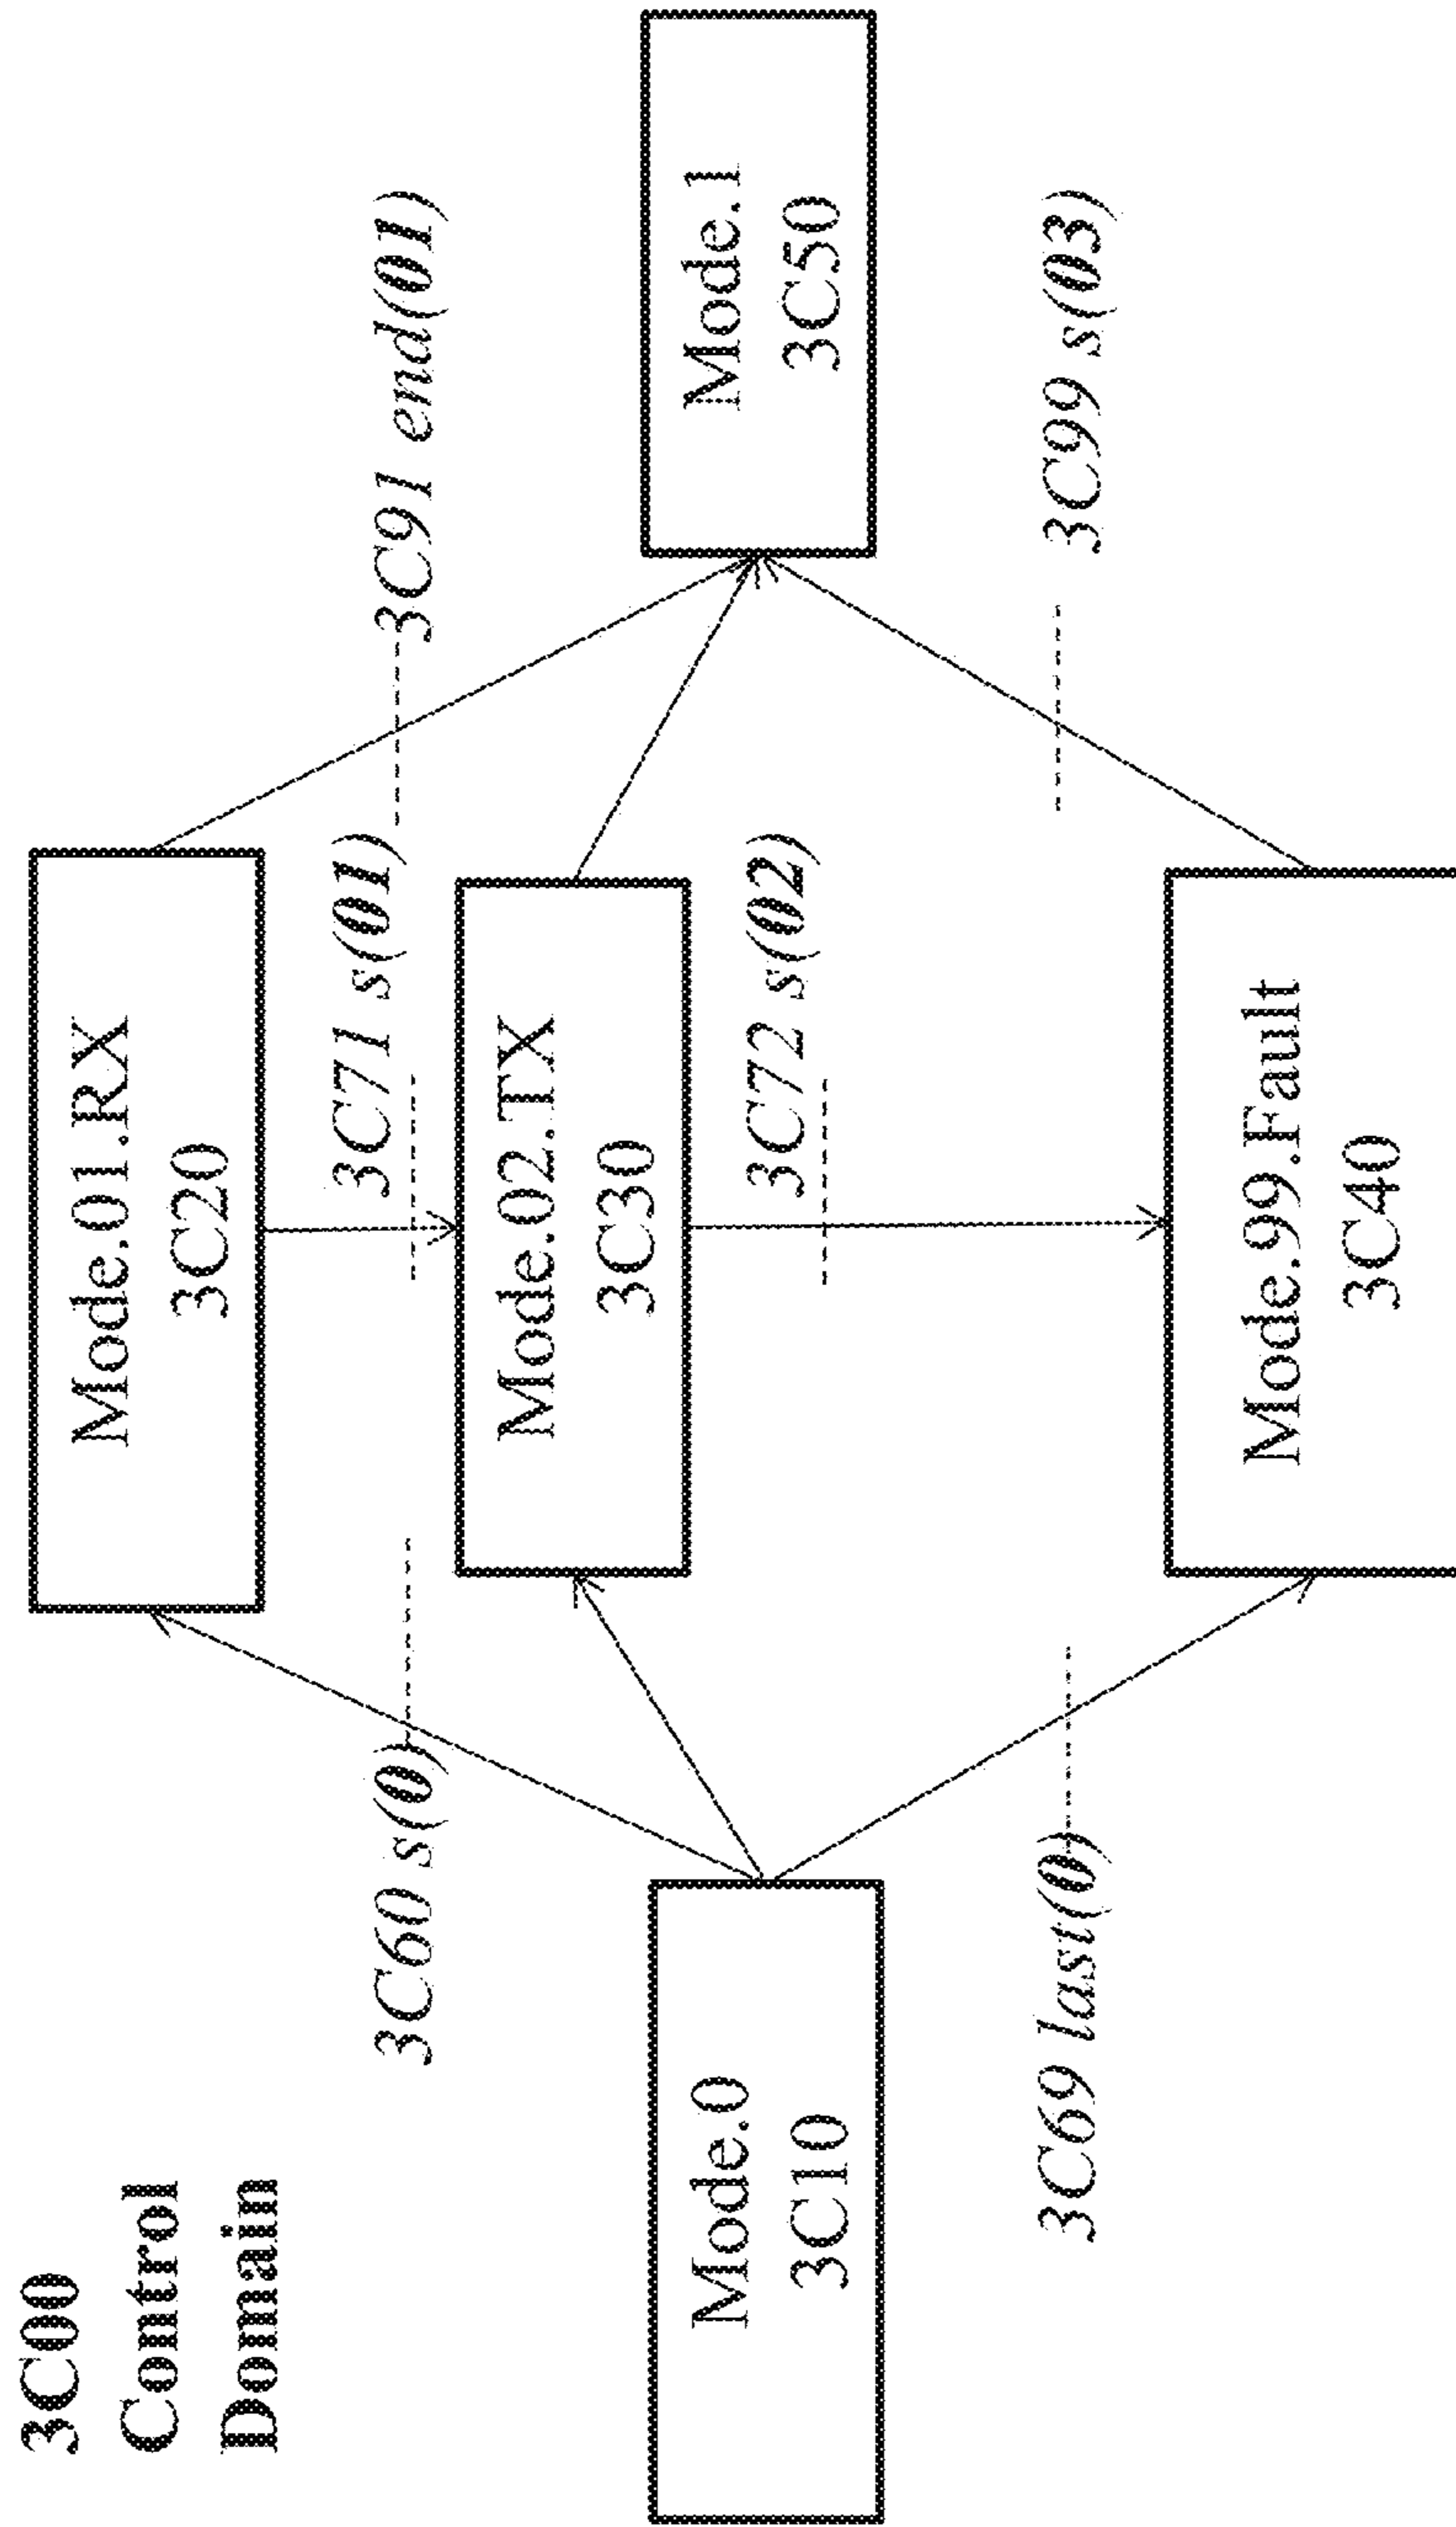 3C00
Control
Domain
Mode.01.RX
3C20
3C60 s(0)
3C71 s(01)
3C91 end(01)
Mode.02.TX
3C30
Mode.0
3C10
Mode.1
3C50
3C72 s(02)
3C69 last(0)
3C99 s(03)
Mode.99.Fault
3C40